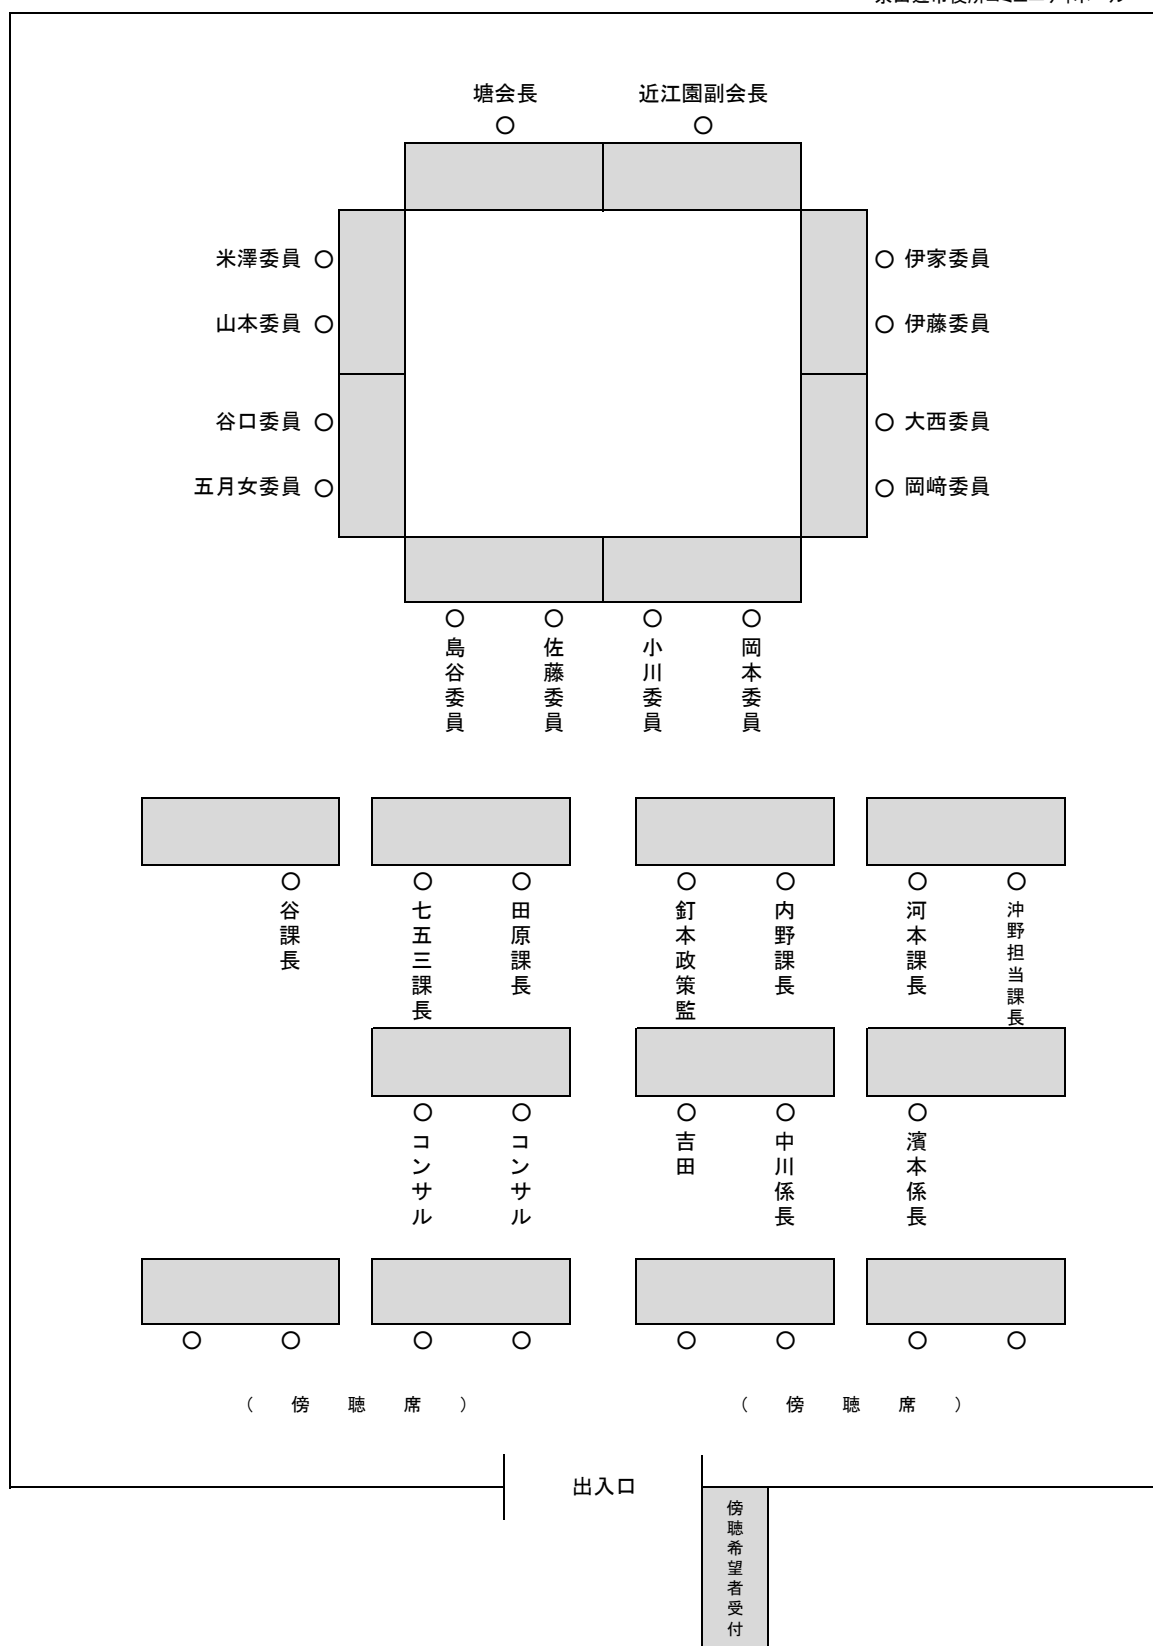 塘会長
近江園副会長
米澤委員
伊家委員
山本委員
伊藤委員
谷口委員
大西委員
五月女委員
岡﨑委員
島谷委員
佐藤委員
小川委員
岡本委員
谷課長
七五三課長
田原課長
釘本政策監
内野課長
河本課長
沖野担当課長
コンサル
コンサル
吉田
中川係長
濱本係長
（傍聴席）
（傍聴席）
出入口
傍聴希望者受付